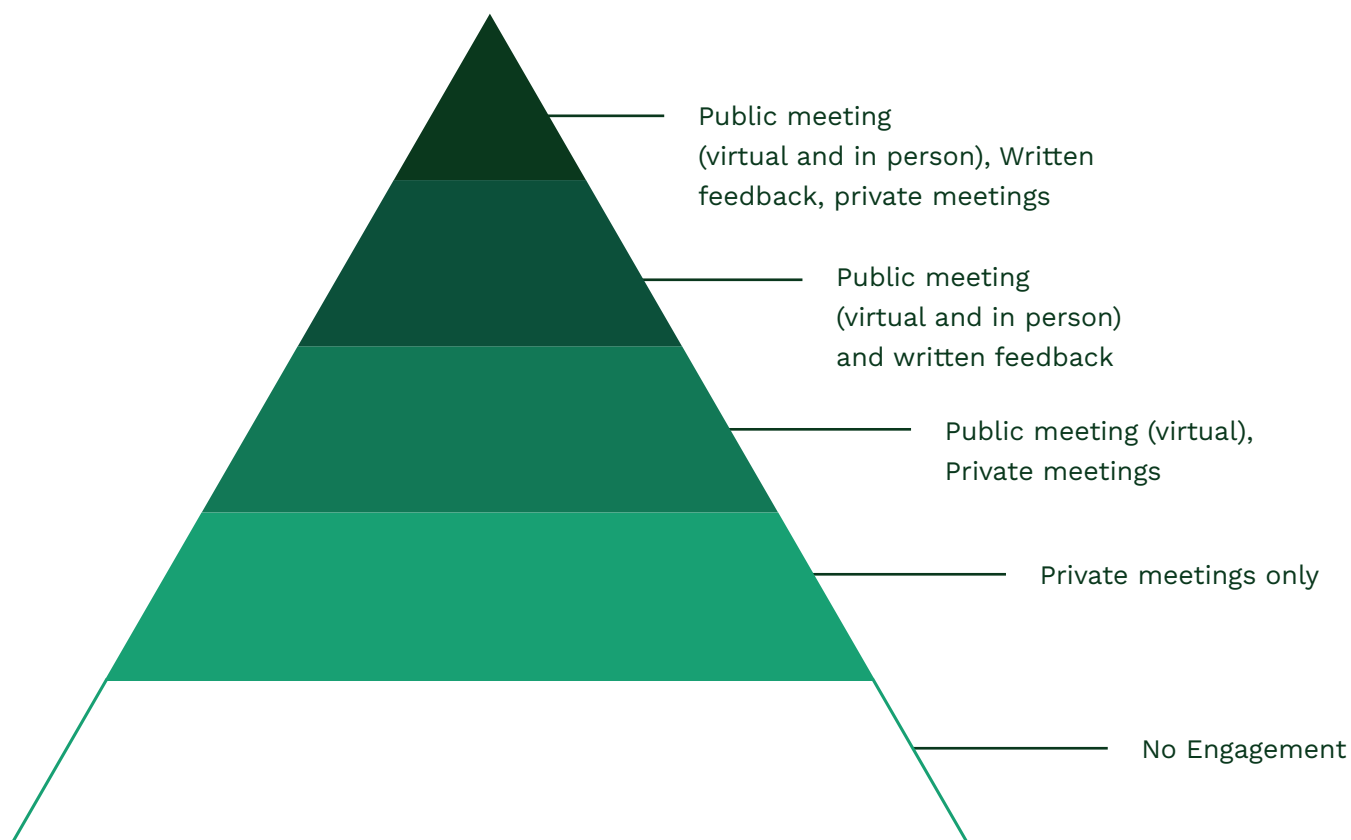 Public meeting
(virtual and in person), Written
feedback, private meetings
Public meeting
(virtual and in person)
and written feedback
Public meeting (virtual),
Private meetings
Private meetings only
No Engagement